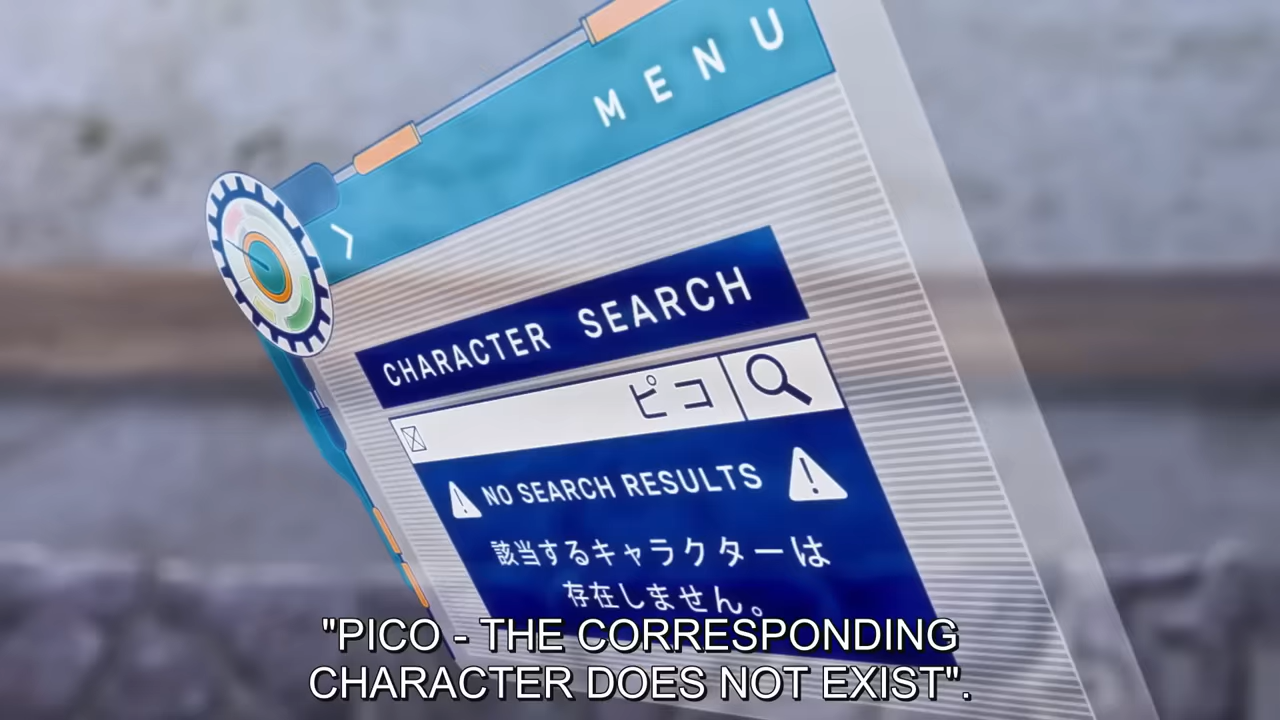 MENU
CHARACTER SEARCH
ピコ
NO SEARCH RESULTS
該当するキャラクターは
存在しません。
"PICO - THE CORRESPONDING
CHARACTER DOES NOT EXIST".